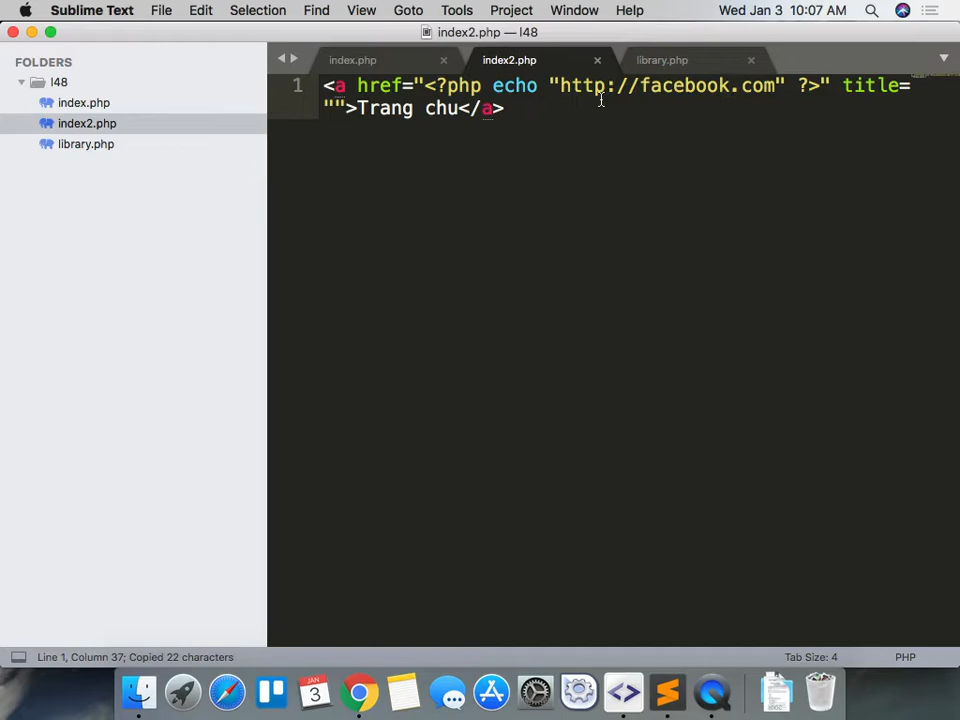 Sublime Text File Edit Selection Find View Goto Tools Project Window Help Wed Jan 3 10:07 AM
index2.php — l48
FOLDERS
l48
index.php
index2.php
library.php
index.php index2.php library.php
1 <a href="<?php echo "http://facebook.com" ?>" title=
"">Trang chu</a>
Line 1, Column 37; Copied 22 characters Tab Size: 4 PHP
JAN
3